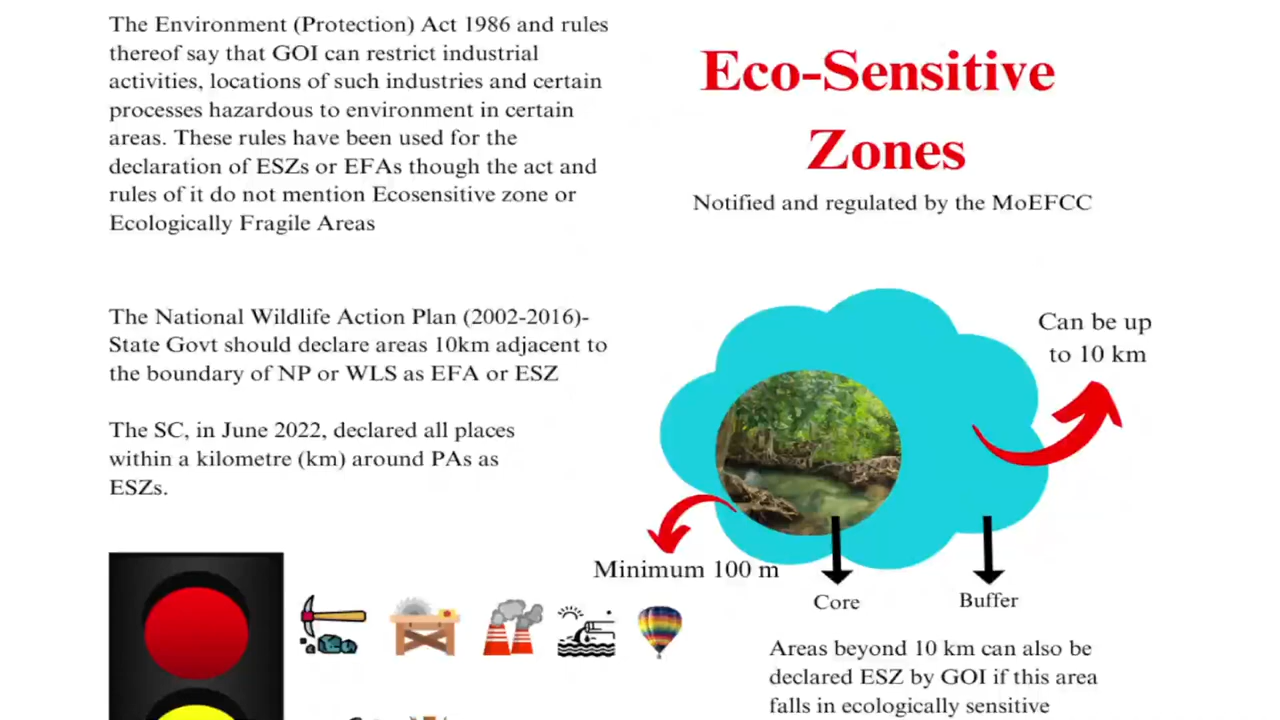 The Environment (Protection) Act 1986 and rules
thereof say that GOI can restrict industrial
activities, locations of such industries and certain
processes hazardous to environment in certain
areas. These rules have been used for the
declaration of ESZs or EFAs though the act and
rules of it do not mention Ecosensitive zone or
Ecologically Fragile Areas
The National Wildlife Action Plan (2002-2016)-
State Govt should declare areas 10km adjacent to
the boundary of NP or WLS as EFA or ESZ
The SC, in June 2022, declared all places
within a kilometre (km) around PAs as
ESZs.
Eco-Sensitive
Zones
Notified and regulated by the MoEFCC
Can be up
to 10 km
Minimum 100 m
Core
Buffer
Areas beyond 10 km can also be
declared ESZ by GOI if this area
falls in ecologically sensitive